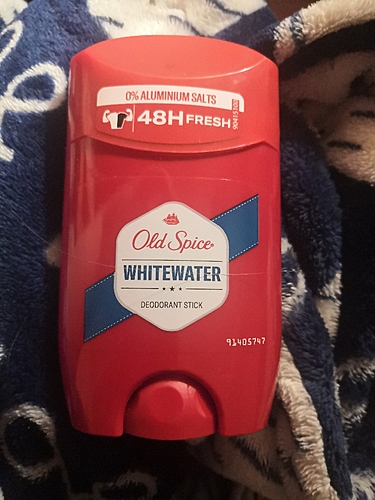 0% ALUMINIUM SALTS
48H FRESH
Old Spice
WHITEWATER
DEODORANT STICK
91405747